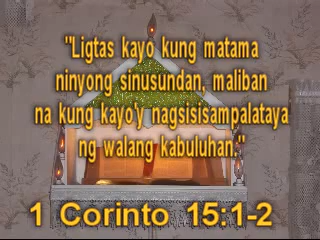 "Ligtas kayo kung matama
ninyong sinusundan, maliban
na kung kayo'y nagsisisampalataya
ng walang kabuluhan."
1 Corinto 15:1-2